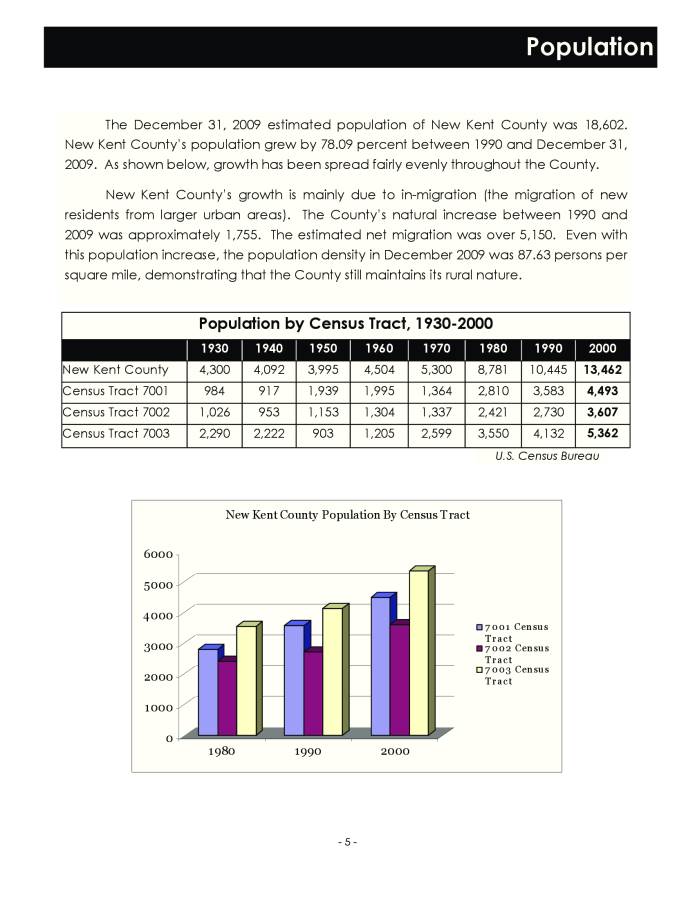 Population
The December 31, 2009 estimated population of New Kent County was 18,602.
New Kent County's population grew by 78.09 percent between 1990 and December 31,
2009. As shown below, growth has been spread fairly evenly throughout the County.
New Kent County's growth is mainly due to in-migration (the migration of new
residents from larger urban areas). The County's natural increase between 1990 and
2009 was approximately 1,755. The estimated net migration was over 5,150. Even with
this population increase, the population density in December 2009 was 87.63 persons per
square mile, demonstrating that the County still maintains its rural nature.
Population by Census Tract, 1930-2000
1930 1940 1950 1960 1970 1980 1990 2000
New Kent County 4,300 4,092 3,995 4,504 5,300 8,781 10,445 13,462
Census Tract 7001 984 917 1,939 1,995 1,364 2,810 3,583 4,493
Census Tract 7002 1,026 953 1,153 1,304 1,337 2,421 2,730 3,607
Census Tract 7003 2,290 2,222 903 1,205 2,599 3,550 4,132 5,362
U.S. Census Bureau
New Kent County Population By Census Tract
6000
5000
4000
3000
2000
1000
0
1980 1990 2000
7001 Census
Tract
7002 Census
Tract
7003 Census
Tract
- 5 -